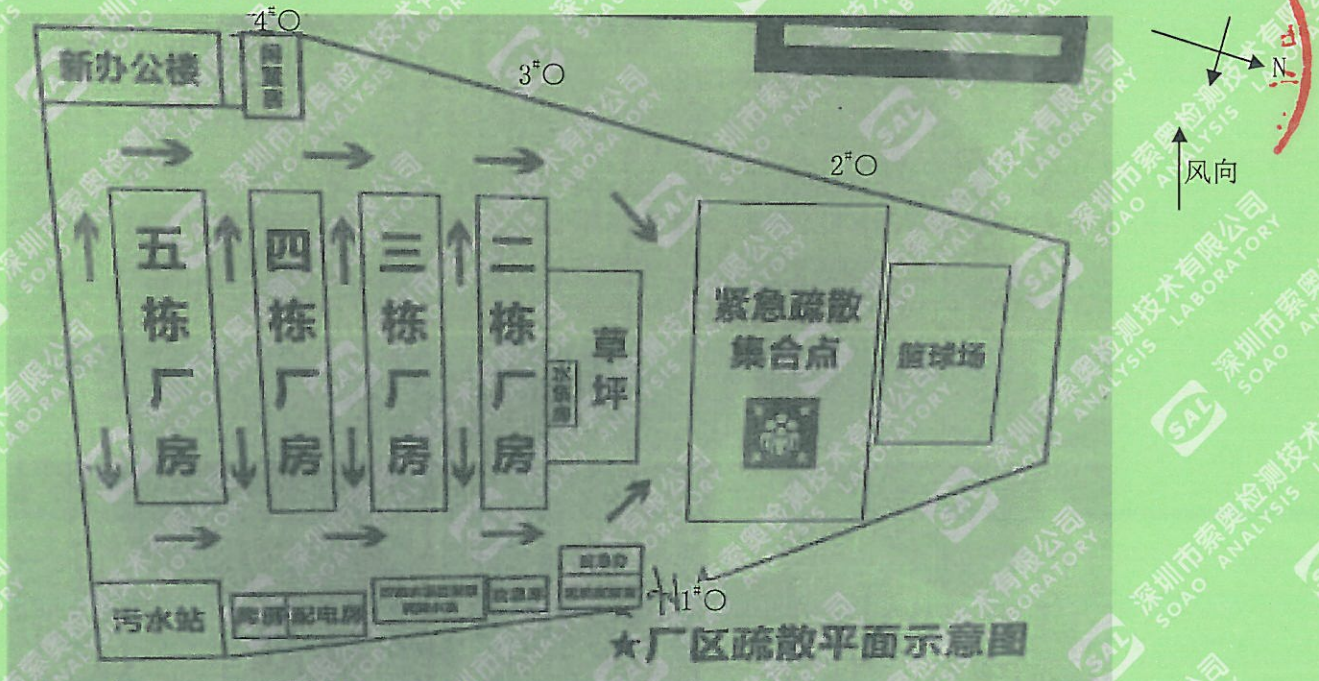 4#○
新办公楼
3#○
N
2#○
风向
五栋厂房
四栋厂房
三栋厂房
二栋厂房
草坪
紧急疏散
集合点
篮球场
污水站
配电房
1#○
★厂区疏散平面示意图
SAL
深圳市索奥检测技术有限公司
SOAO ANALYSIS LABORATORY